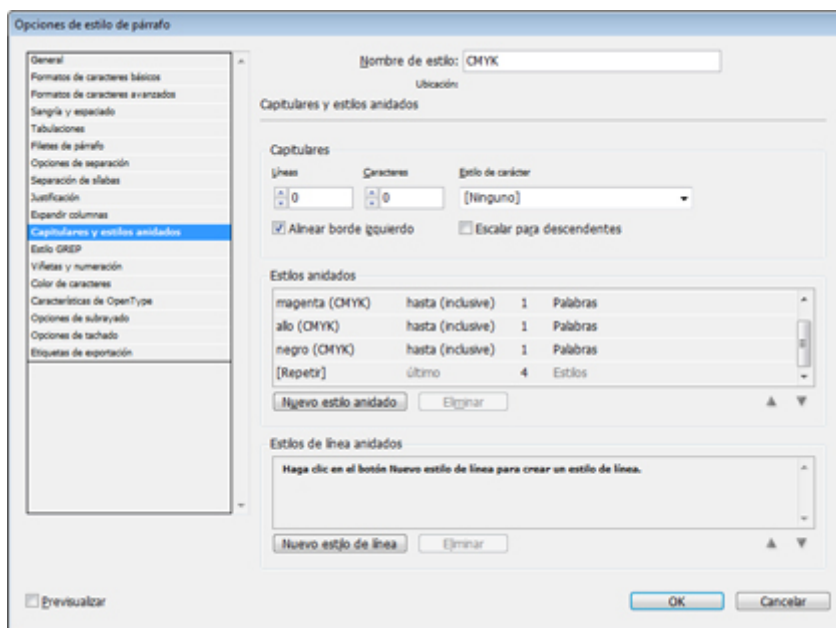 Opciones de estilo de párrafo
General
Formatos de caracteres básicos
Formatos de caracteres avanzados
Sangría y espaciado
Tabulaciones
Filetes de párrafo
Opciones de separación
Separación de sílabas
Justificación
Expandir columnas
Capitulares y estilos anidados
Estilo GREP
Viñetas y numeración
Color de caracteres
Características de OpenType
Opciones de subrayado
Opciones de tachado
Etiquetas de exportación
Nombre de estilo: CMYK
Ubicación:
Capitulares y estilos anidados
Capitulares
Líneas Caracteres Estilo de carácter
0 0 [Ninguno]
Alinear borde izquierdo Escalar para descendentes
Estilos anidados
magenta (CMYK) hasta (inclusive) 1 Palabras
allo (CMYK) hasta (inclusive) 1 Palabras
negro (CMYK) hasta (inclusive) 1 Palabras
[Repetir] último 4 Estilos
Nuevo estilo anidado Eliminar
Estilos de línea anidados
Haga clic en el botón Nuevo estilo de línea para crear un estilo de línea.
Nuevo estilo de línea Eliminar
Previsualizar OK Cancelar